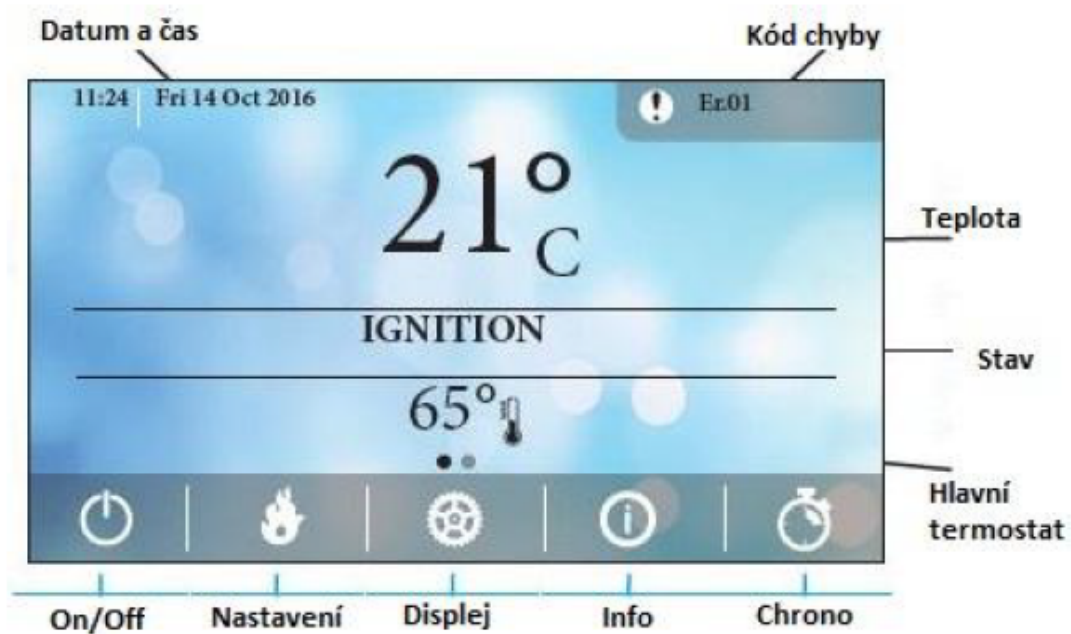 Datum a čas
Kód chyby
11:24 Fri 14 Oct 2016
Er.01
21°C
Teplota
IGNITION
Stav
65°
Hlavní
termostat
On/Off Nastavení Displej Info Chrono